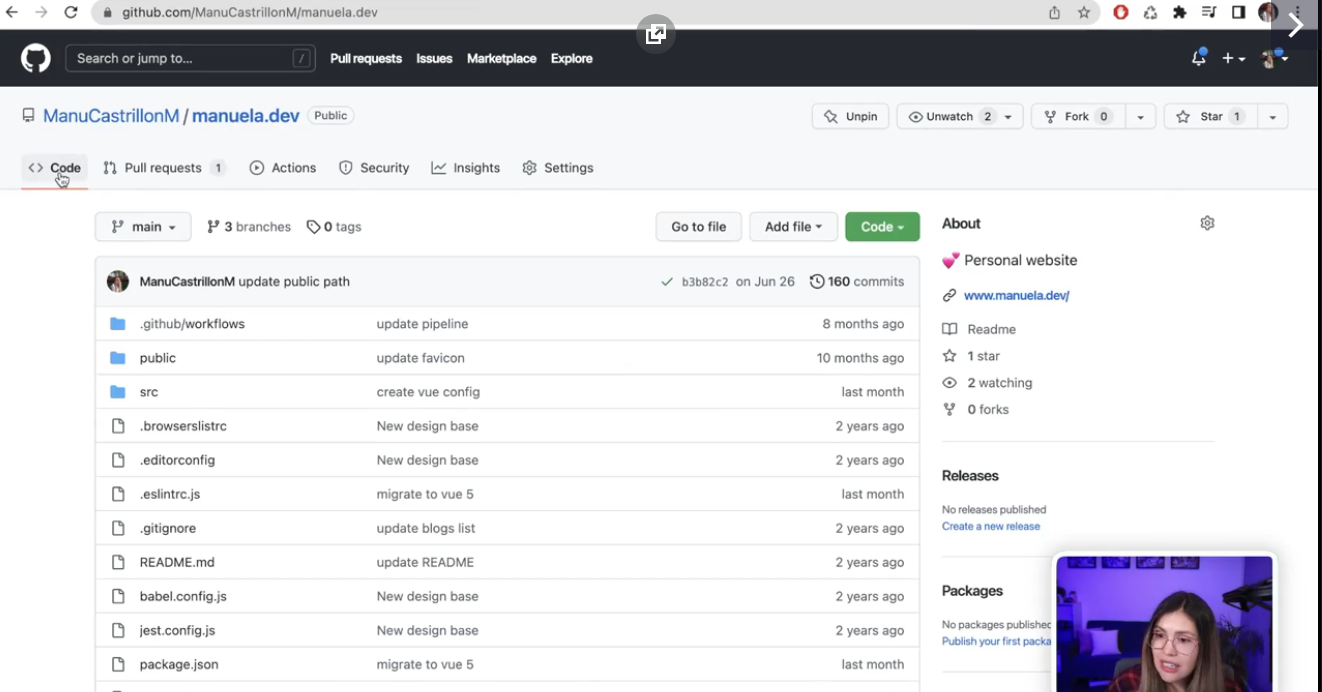 github.com/ManuCastrillonM/manuela.dev
Search or jump to... / Pull requests Issues Marketplace Explore
ManuCastrillonM / manuela.dev Public Unpin Unwatch 2 Fork 0 Star 1
Code Pull requests 1 Actions Security Insights Settings
main 3 branches 0 tags Go to file Add file Code
ManuCastrillonM update public path b3b82c2 on Jun 26 160 commits
.github/workflows update pipeline 8 months ago
public update favicon 10 months ago
src create vue config last month
.browserslistrc New design base 2 years ago
.editorconfig New design base 2 years ago
.eslintrc.js migrate to vue 5 last month
.gitignore update blogs list 2 years ago
README.md update README 2 years ago
babel.config.js New design base 2 years ago
jest.config.js New design base 2 years ago
package.json migrate to vue 5 last month
About
💕 Personal website
www.manuela.dev/
Readme
1 star
2 watching
0 forks
Releases
No releases published
Create a new release
Packages
No packages published
Publish your first packa